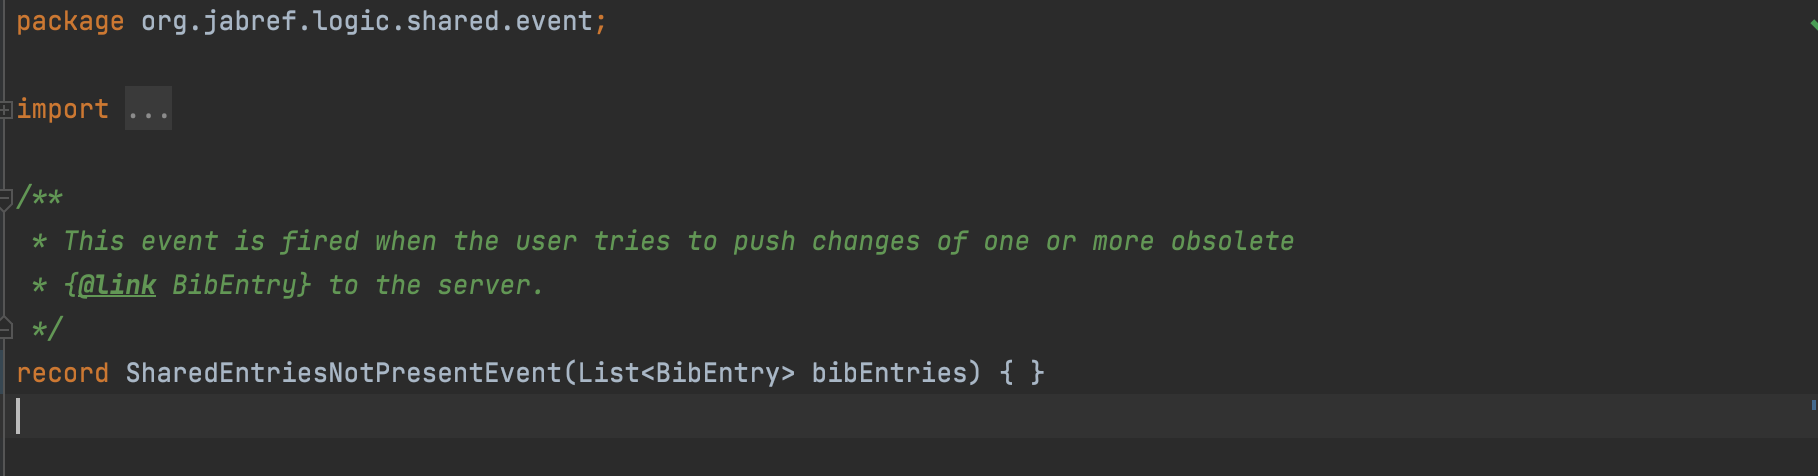 package org.jabref.logic.shared.event;
import ...
/**
* This event is fired when the user tries to push changes of one or more obsolete
* {@link BibEntry} to the server.
*/
record SharedEntriesNotPresentEvent(List<BibEntry> bibEntries) { }